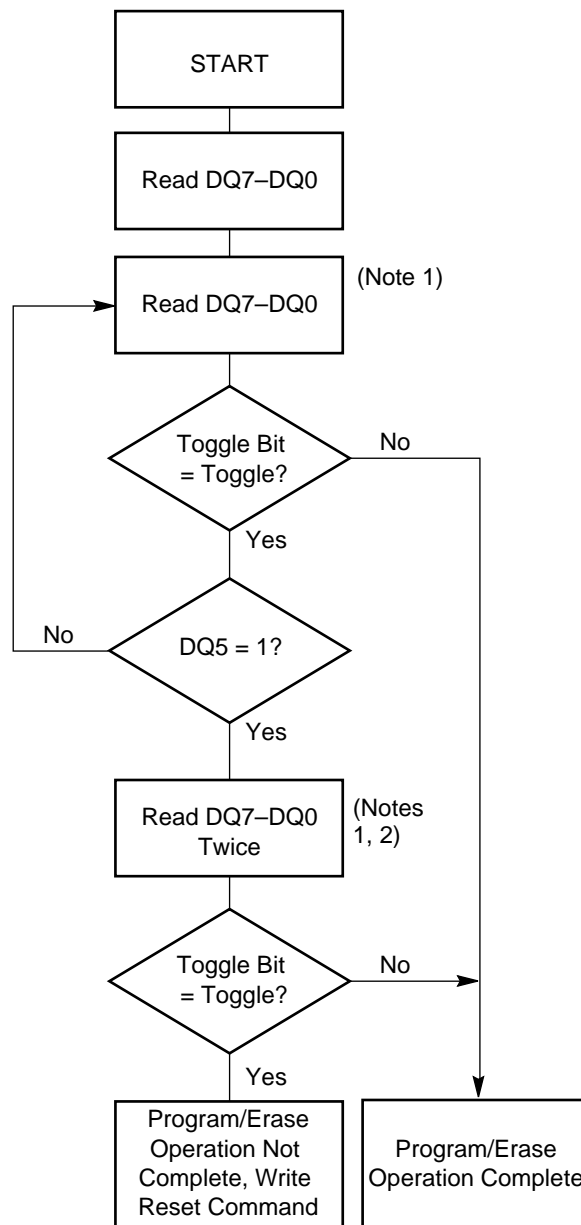 START
Read DQ7–DQ0
Read DQ7–DQ0
(Note 1)
Toggle Bit
= Toggle?
No
Yes
No
DQ5 = 1?
Yes
Read DQ7–DQ0
Twice
(Notes
1, 2)
Toggle Bit
= Toggle?
No
Yes
Program/Erase
Operation Not
Complete, Write
Reset Command
Program/Erase
Operation Complete